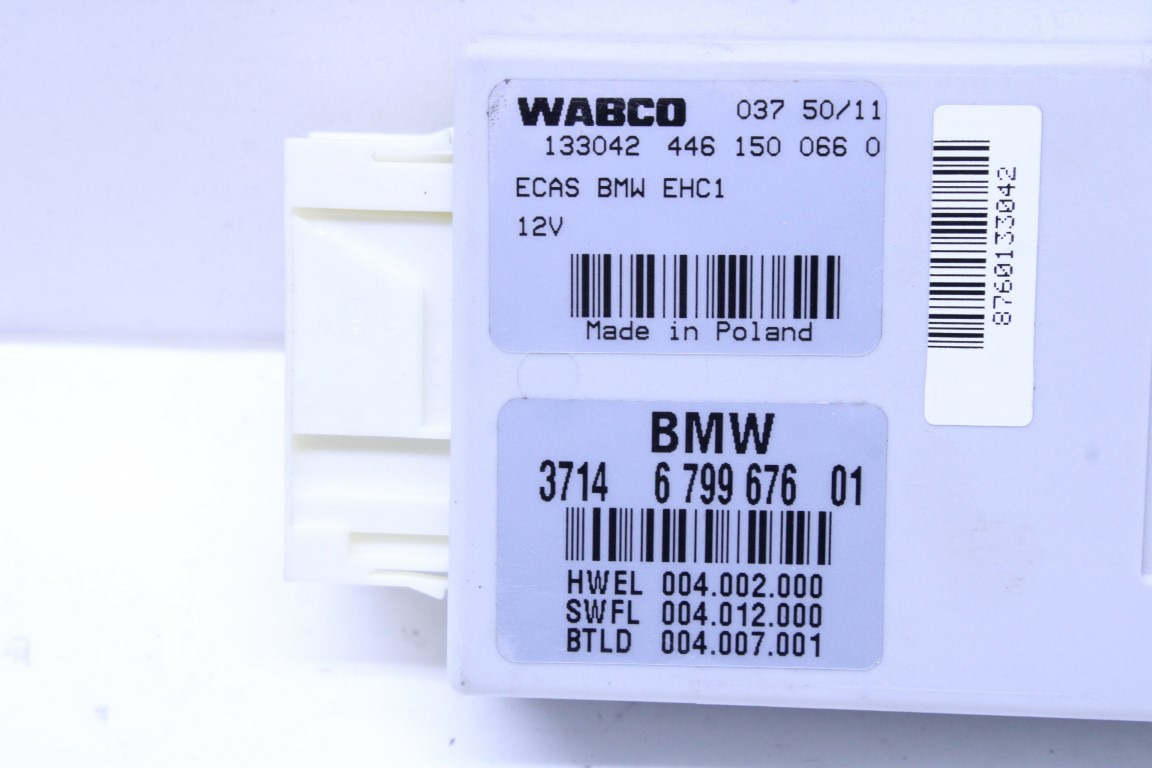 WABCO 037 50/11
133042 446 150 066 0
ECAS BMW EHC1
12V
Made in Poland
8760133042
BMW
3714 6 799 676 01
HWEL 004.002.000
SWFL 004.012.000
BTLD 004.007.001